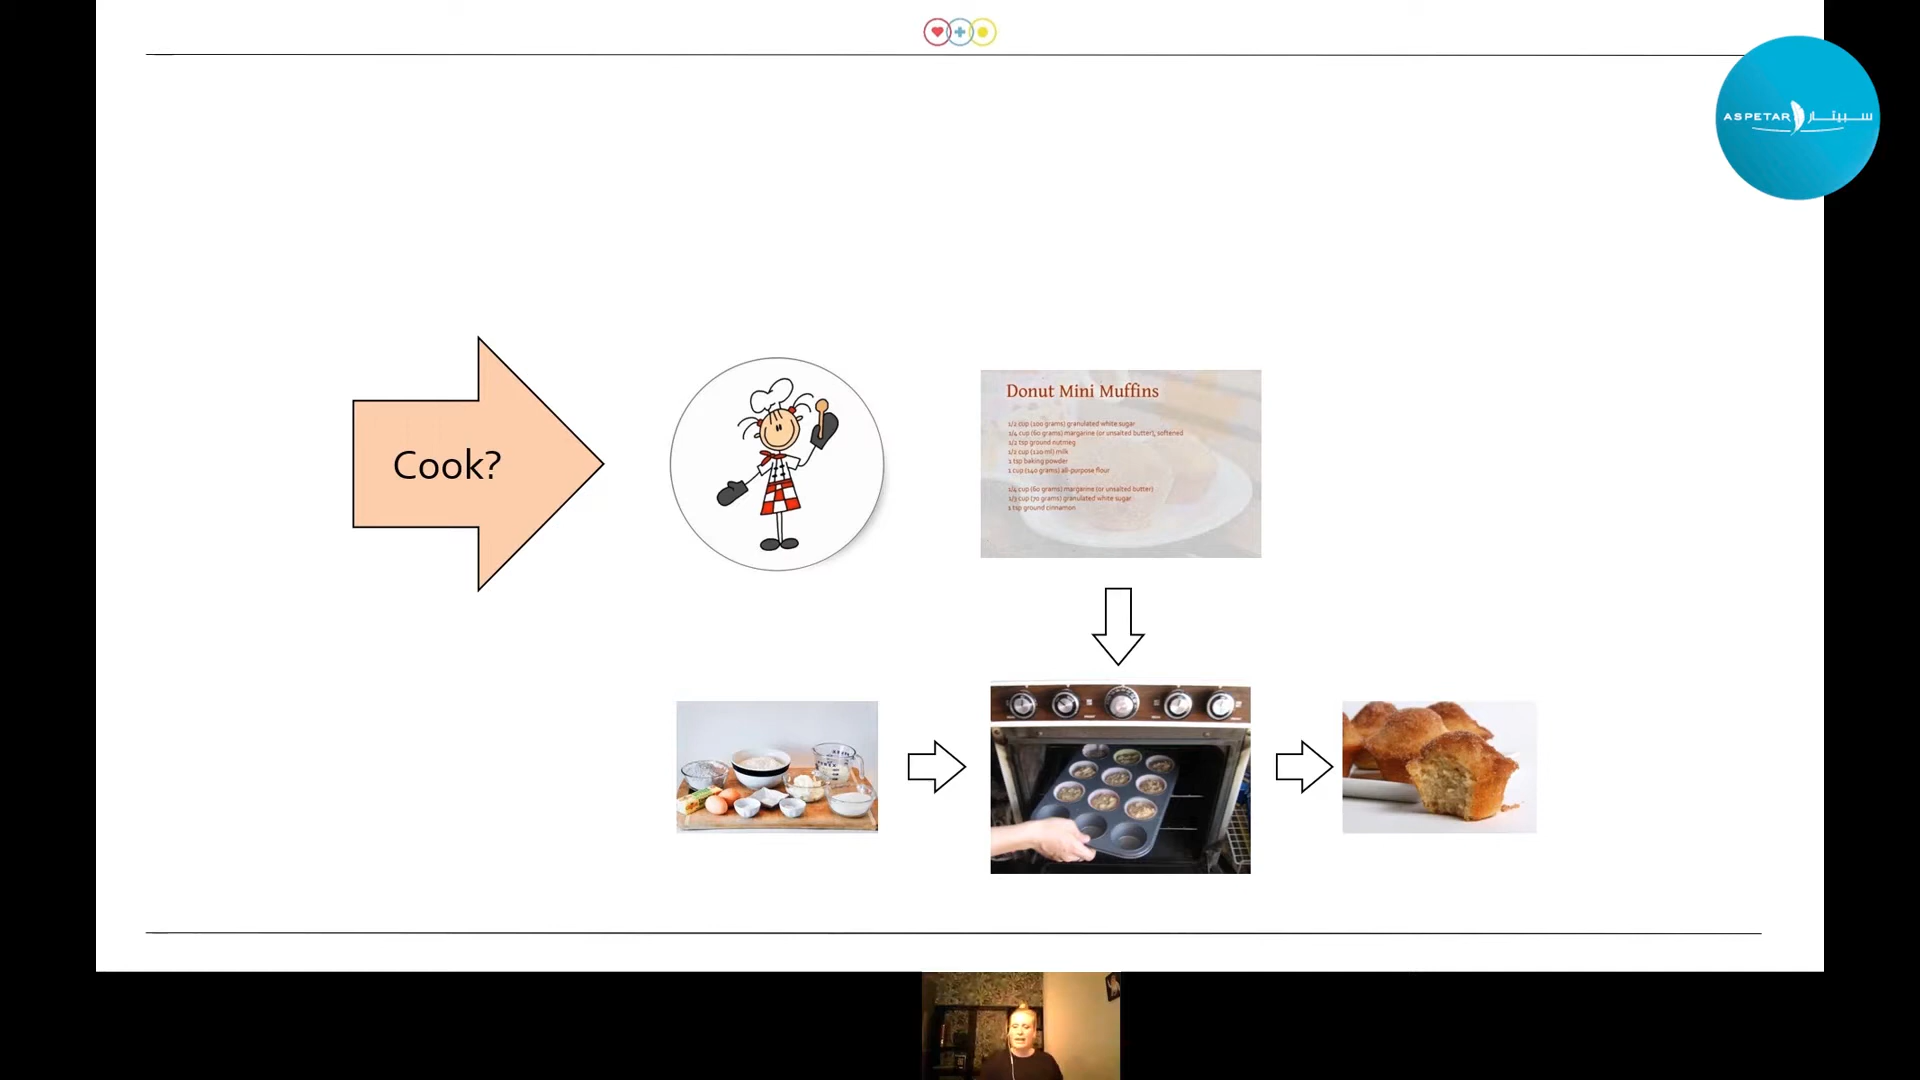 ASPETAR سبيتار
Cook?
Donut Mini Muffins
1/2 cup (100 grams) granulated white sugar
1/4 cup (60 grams) margarine (or unsalted butter), softened
1/2 tsp ground nutmeg
1/2 cup (120 ml) milk
1 tsp baking powder
1 cup (140 grams) all-purpose flour
1/4 cup (60 grams) margarine (or unsalted butter)
1/3 cup (70 grams) granulated white sugar
1 tsp ground cinnamon